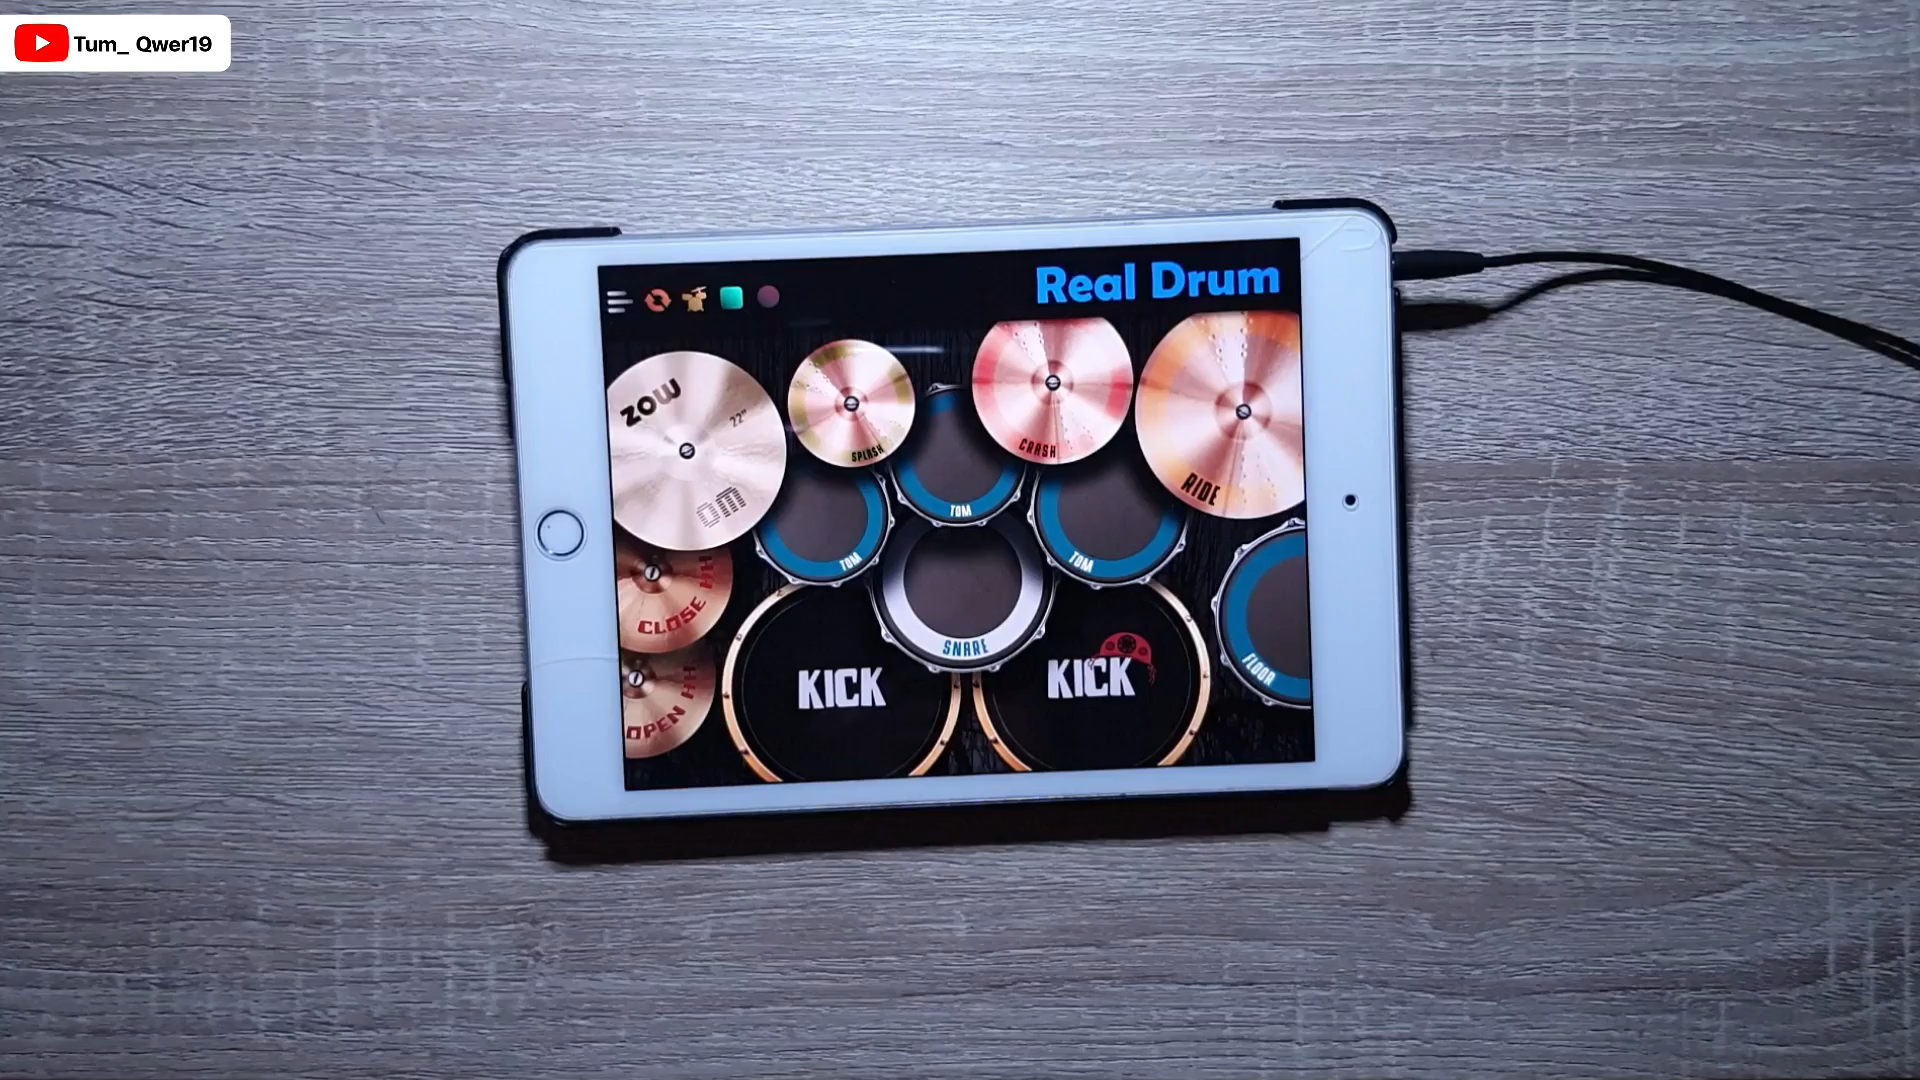 Tum_ Qwer19
Real Drum
ZOW
22"
DM
SPLASH
CRASH
RIDE
TOM
TOM
TOM
CLOSE HH
SNARE
FLOOR
OPEN HH
KICK
KICK